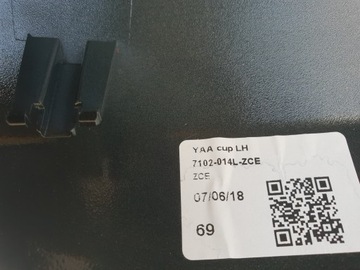 YAA cup LH
7102-014L-ZCE
ZCE
07/06/18
69